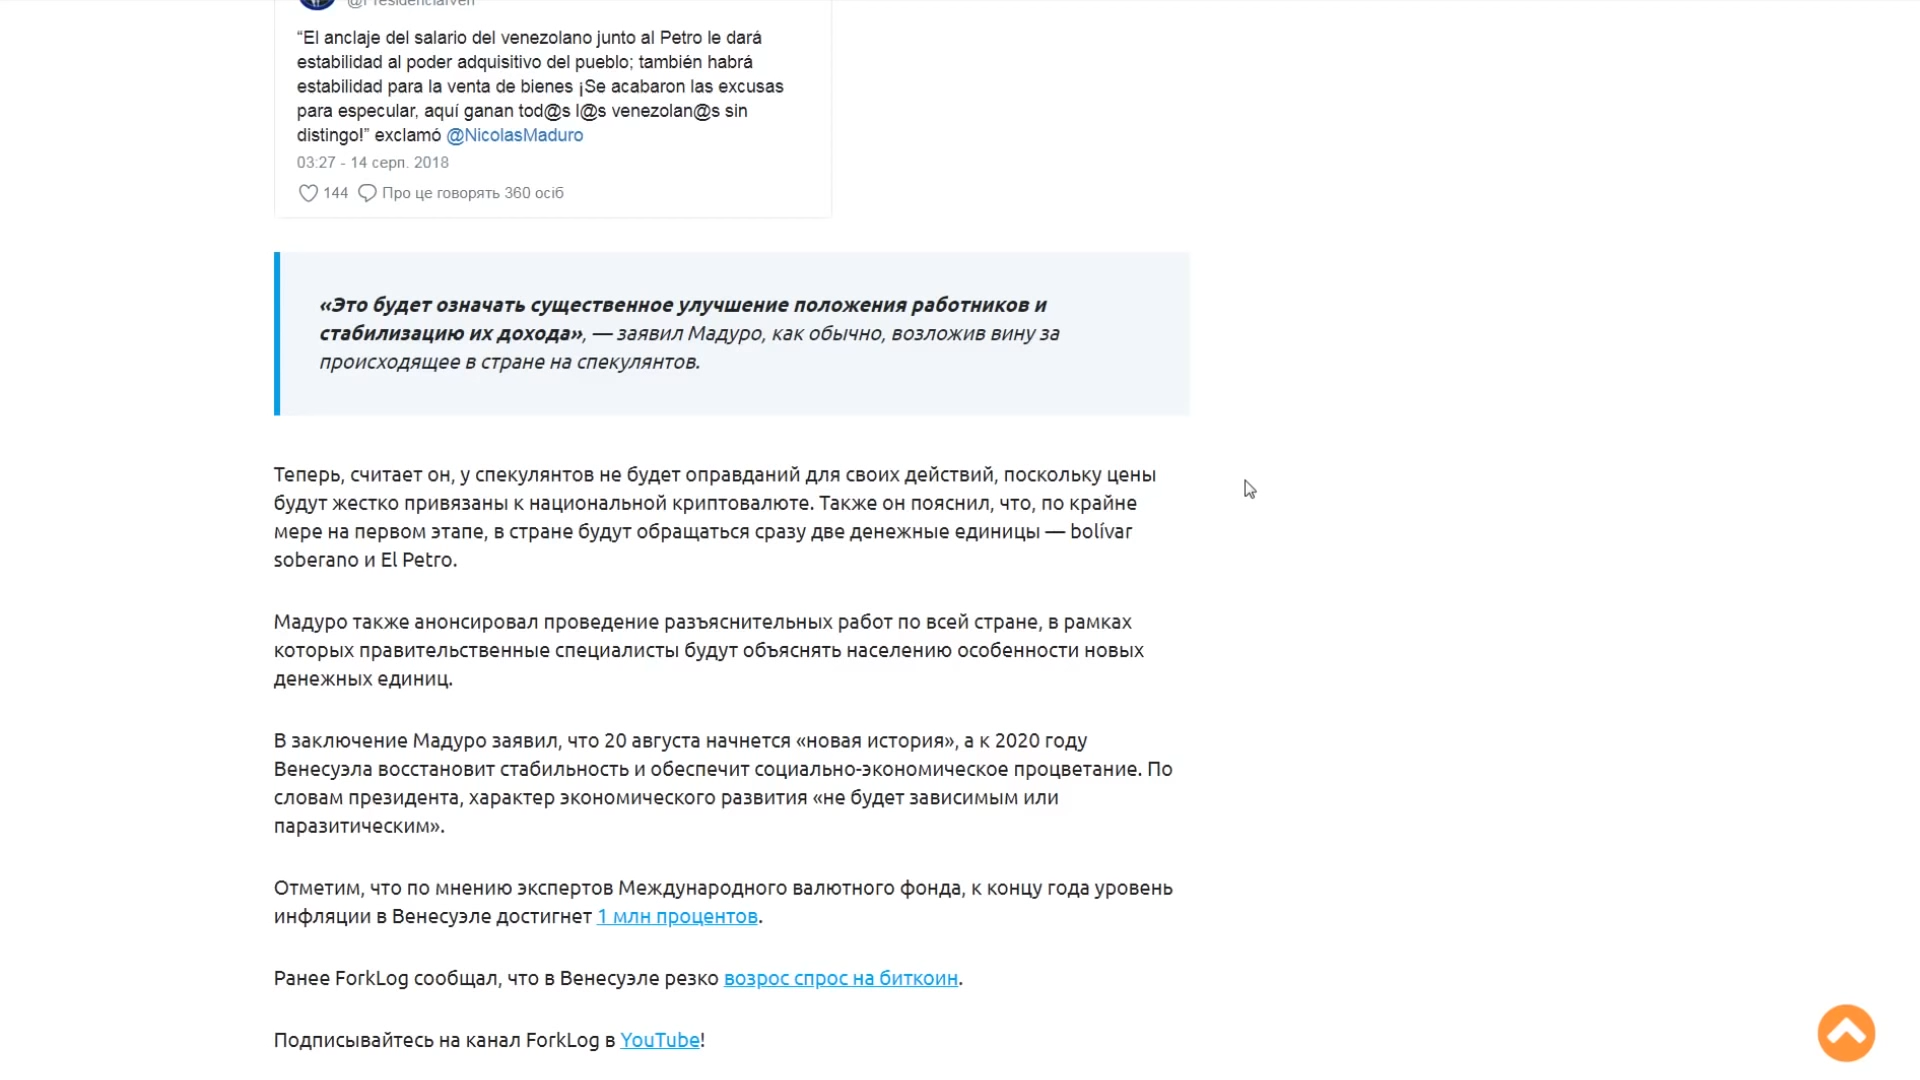 “El anclaje del salario del venezolano junto al Petro le dará
estabilidad al poder adquisitivo del pueblo; también habrá
estabilidad para la venta de bienes ¡Se acabaron las excusas
para especular, aquí ganan tod@s l@s venezolan@s sin
distingo!” exclamó @NicolasMaduro
03:27 - 14 серп. 2018
144 Про це говорять 360 осіб
«Это будет означать существенное улучшение положения работников и
стабилизацию их дохода», — заявил Мадуро, как обычно, возложив вину за
происходящее в стране на спекулянтов.
Теперь, считает он, у спекулянтов не будет оправданий для своих действий, поскольку цены
будут жестко привязаны к национальной криптовалюте. Также он пояснил, что, по крайне
мере на первом этапе, в стране будут обращаться сразу две денежные единицы — bolívar
soberano и El Petro.
Мадуро также анонсировал проведение разъяснительных работ по всей стране, в рамках
которых правительственные специалисты будут объяснять населению особенности новых
денежных единиц.
В заключение Мадуро заявил, что 20 августа начнется «новая история», а к 2020 году
Венесуэла восстановит стабильность и обеспечит социально-экономическое процветание. По
словам президента, характер экономического развития «не будет зависимым или
паразитическим».
Отметим, что по мнению экспертов Международного валютного фонда, к концу года уровень
инфляции в Венесуэле достигнет 1 млн процентов.
Ранее ForkLog сообщал, что в Венесуэле резко возрос спрос на биткоин.
Подписывайтесь на канал ForkLog в YouTube!